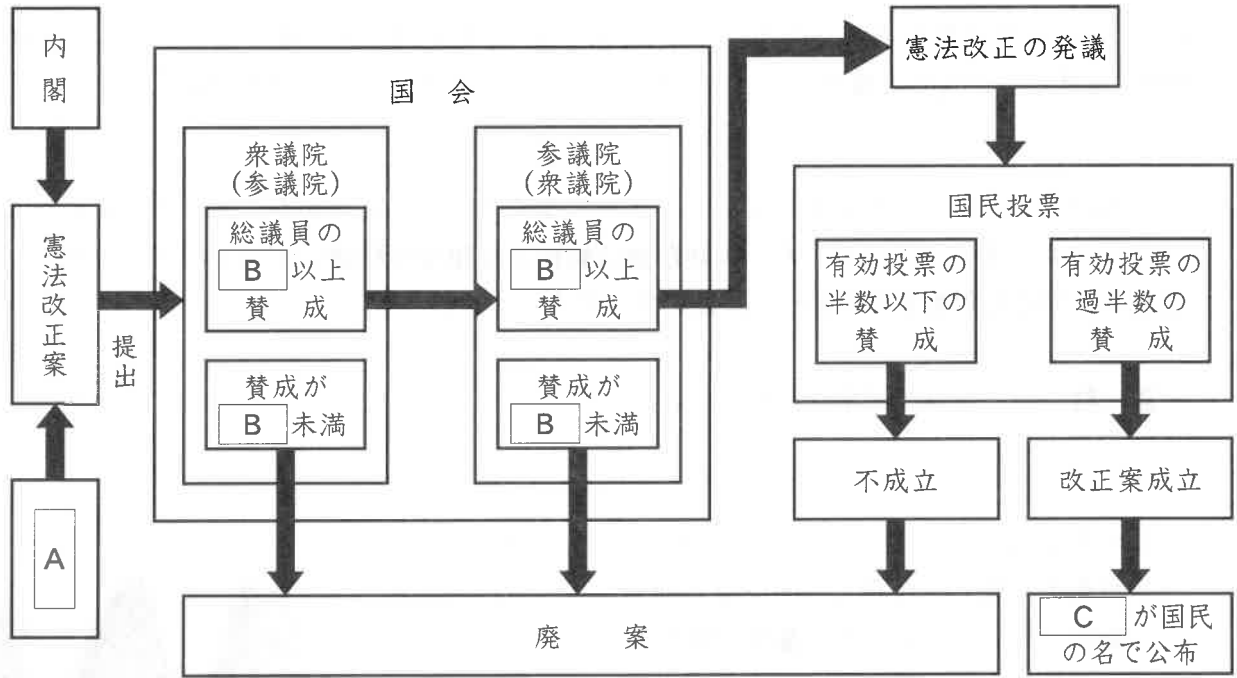 内閣
憲法改正案
A
提出
国 会
衆議院
(参議院)
総議員の
B 以上
賛 成
賛成が
B 未満
参議院
(衆議院)
総議員の
B 以上
賛 成
賛成が
B 未満
憲法改正の発議
国民投票
有効投票の
半数以下の
賛 成
有効投票の
過半数の
賛 成
不成立
改正案成立
廃 案
C が国民
の名で公布